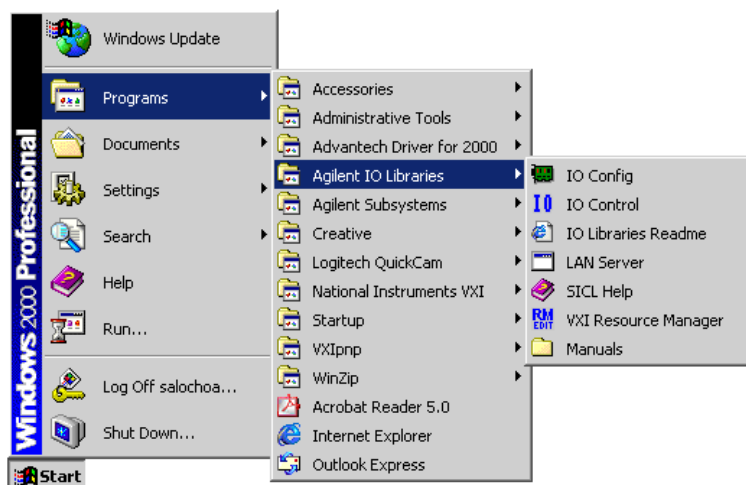 Windows 2000 Professional
Windows Update
Programs
Documents
Settings
Search
Help
Run...
Log Off salochoa...
Shut Down...
Start
Accessories
Administrative Tools
Advantech Driver for 2000
Agilent IO Libraries
Agilent Subsystems
Creative
Logitech QuickCam
National Instruments VXI
Startup
VXIpnp
WinZip
Acrobat Reader 5.0
Internet Explorer
Outlook Express
IO Config
IO
IO Control
IO Libraries Readme
LAN Server
SICL Help
RM
EDIT
VXI Resource Manager
Manuals